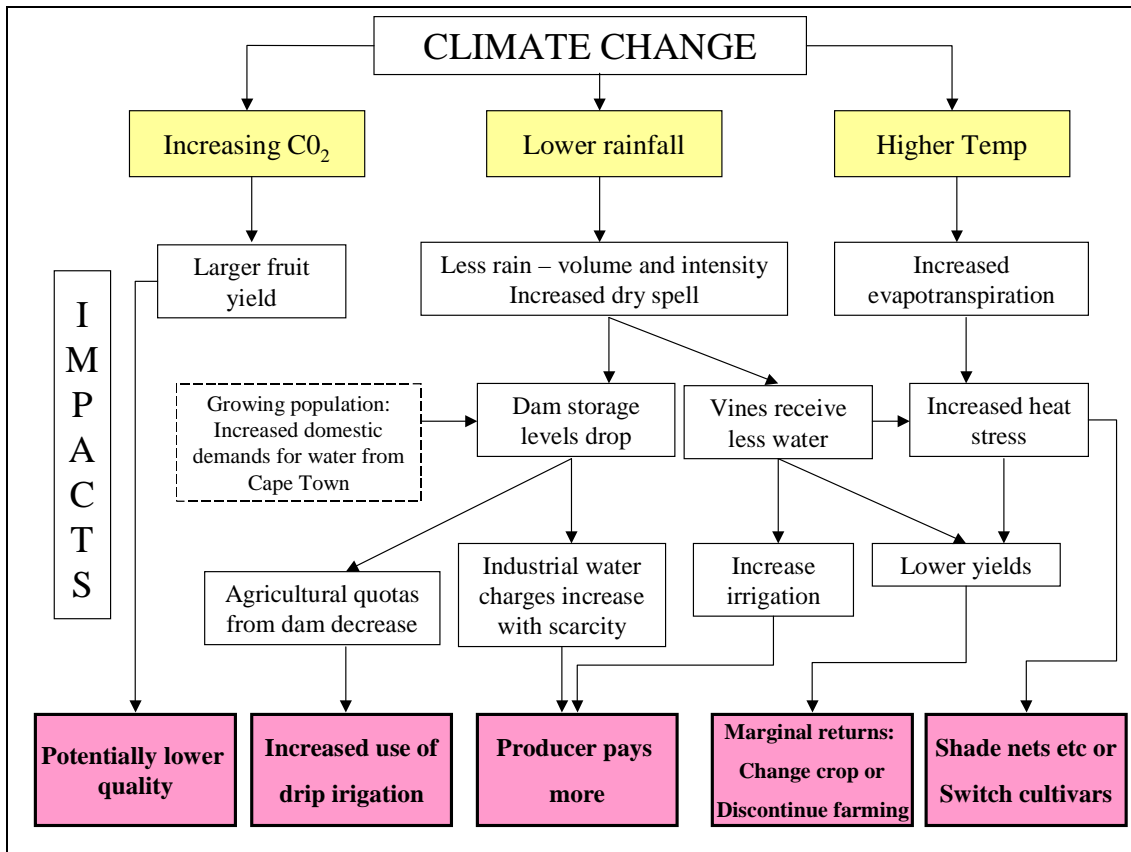 CLIMATE CHANGE
Increasing C0₂
Lower rainfall
Higher Temp
Larger fruit
yield
Less rain – volume and intensity
Increased dry spell
Increased
evapotranspiration
I
M
P
A
C
T
S
Growing population:
Increased domestic
demands for water from
Cape Town
Dam storage
levels drop
Vines receive
less water
Increased heat
stress
Agricultural quotas
from dam decrease
Industrial water
charges increase
with scarcity
Increase
irrigation
Lower yields
Potentially lower
quality
Increased use of
drip irigation
Producer pays
more
Marginal returns:
Change crop or
Discontinue farming
Shade nets etc or
Switch cultivars